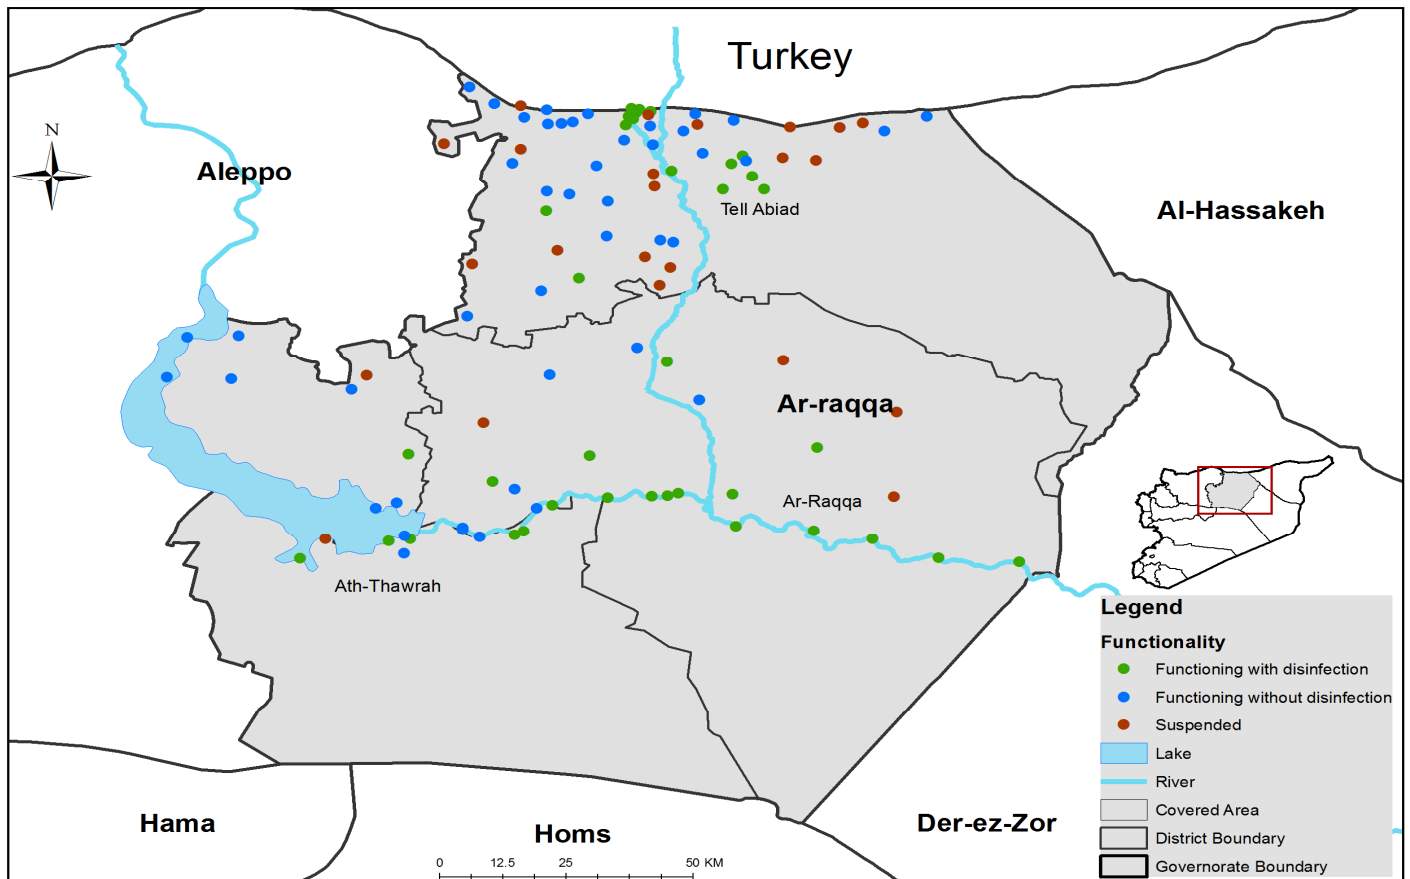 Turkey
N
Aleppo
Al-Hassakeh
Tell Abiad
Ar-raqqa
Ar-Raqqa
Ath-Thawrah
Hama
Homs
Der-ez-Zor
0 12.5 25 50 KM
Legend
Functionality
Functioning with disinfection
Functioning without disinfection
Suspended
Lake
River
Covered Area
District Boundary
Governorate Boundary